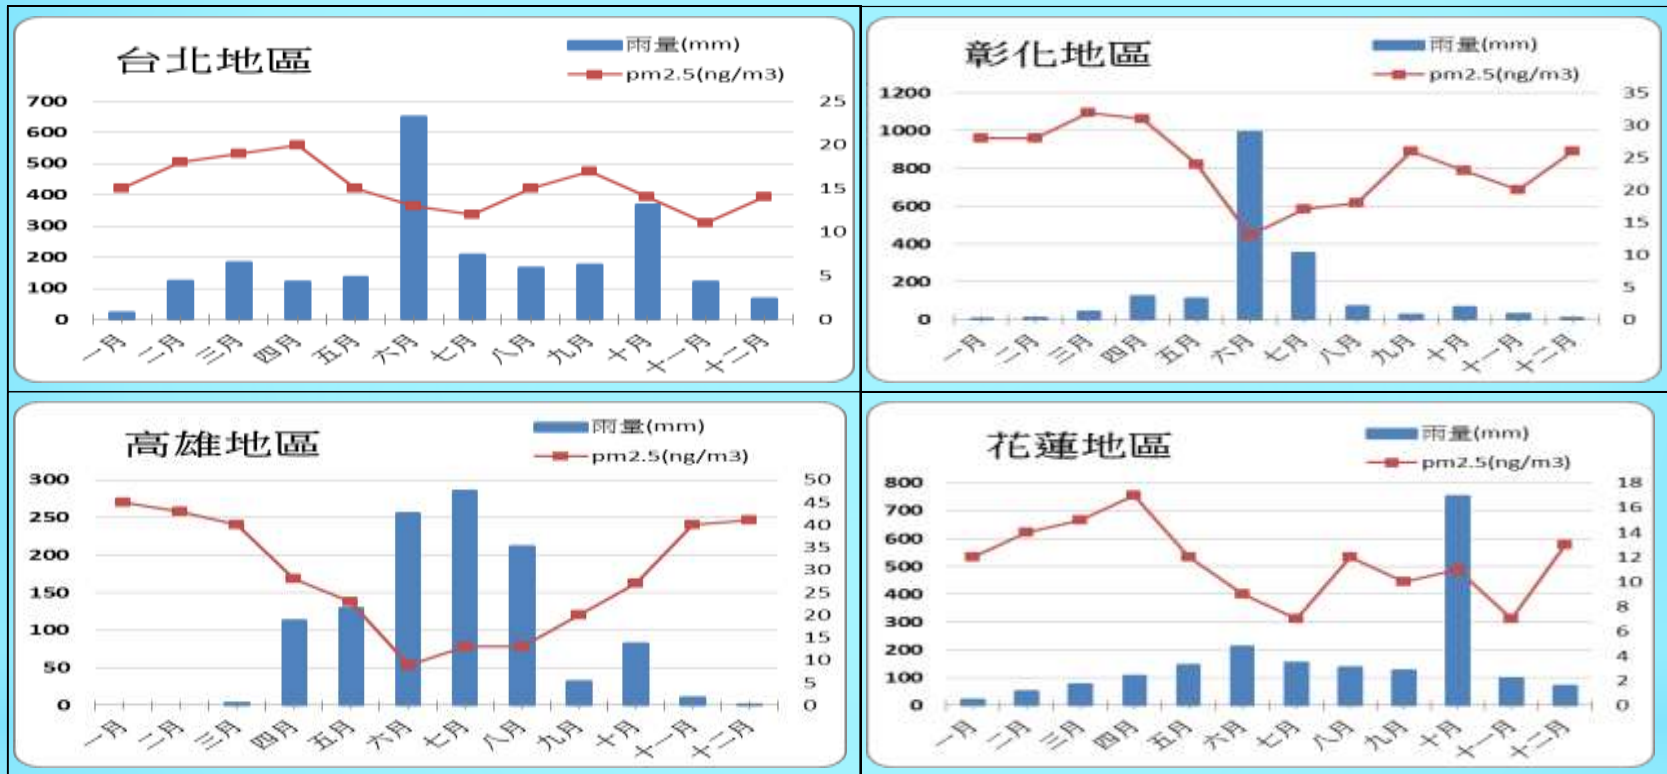 台北地區
雨量(mm)
pm2.5(ng/m3)
700
600
500
400
300
200
100
0
25
20
15
10
5
0
一月
二月
三月
四月
五月
六月
七月
八月
九月
十月
十一月
十二月
彰化地區
雨量(mm)
pm2.5(ng/m3)
1200
1000
800
600
400
200
0
35
30
25
20
15
10
5
0
一月
二月
三月
四月
五月
六月
七月
八月
九月
十月
十一月
十二月
高雄地區
雨量(mm)
pm2.5(ng/m3)
300
250
200
150
100
50
0
50
45
40
35
30
25
20
15
10
5
0
一月
二月
三月
四月
五月
六月
七月
八月
九月
十月
十一月
十二月
花蓮地區
雨量(mm)
pm2.5(ng/m3)
800
700
600
500
400
300
200
100
0
18
16
14
12
10
8
6
4
2
0
一月
二月
三月
四月
五月
六月
七月
八月
九月
十月
十一月
十二月